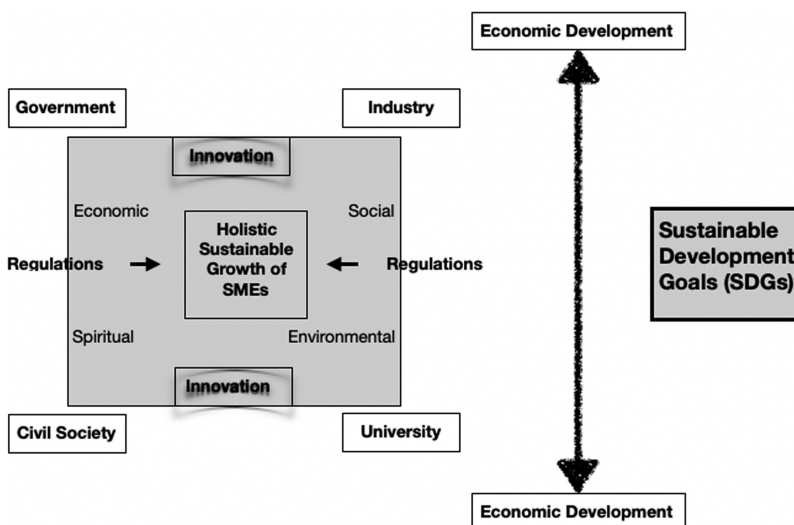 Economic Development
Government
Industry
Innovation
Economic
Social
Holistic
Sustainable
Growth of
SMEs
Regulations
Regulations
Sustainable
Development
Goals (SDGs)
Spiritual
Environmental
Innovation
Civil Society
University
Economic Development